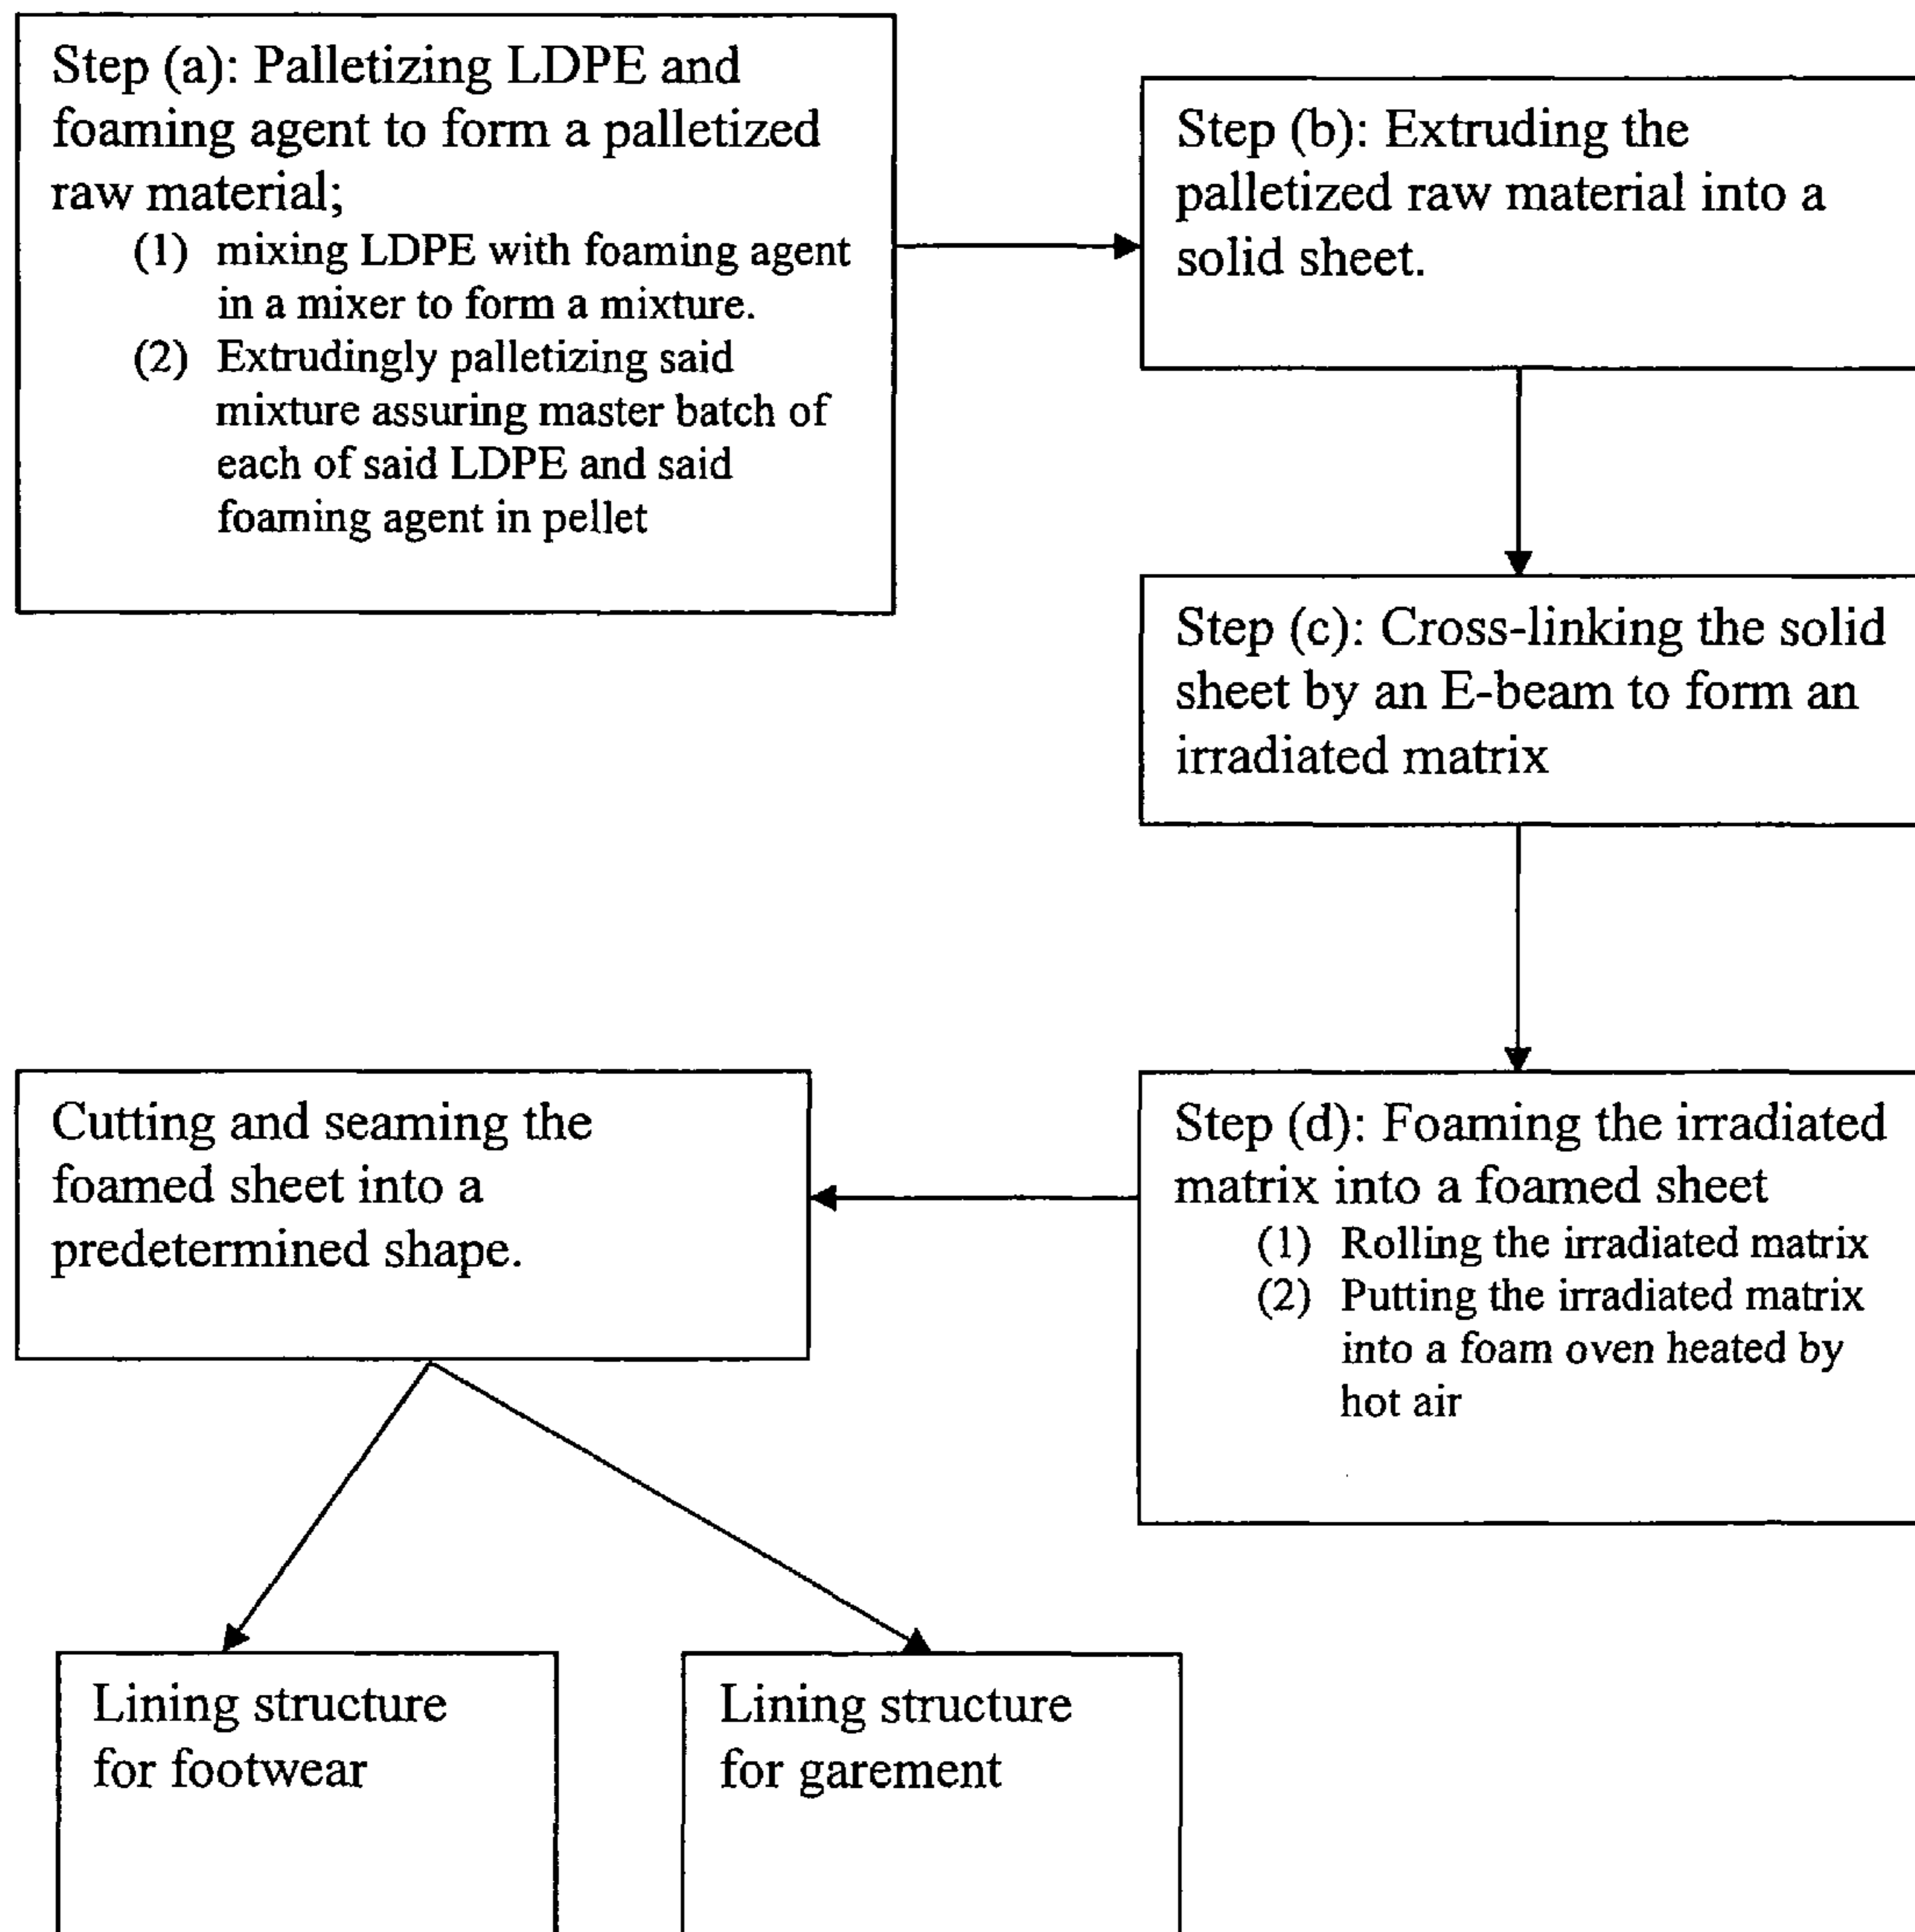 Step (a): Palletizing LDPE and
foaming agent to form a palletized
raw material;
(1) mixing LDPE with foaming agent
in a mixer to form a mixture.
(2) Extrudingly palletizing said
mixture assuring master batch of
each of said LDPE and said
foaming agent in pellet
Step (b): Extruding the
palletized raw material into a
solid sheet.
Step (c): Cross-linking the solid
sheet by an E-beam to form an
irradiated matrix
Step (d): Foaming the irradiated
matrix into a foamed sheet
(1) Rolling the irradiated matrix
(2) Putting the irradiated matrix
into a foam oven heated by
hot air
Cutting and seaming the
foamed sheet into a
predetermined shape.
Lining structure
for footwear
Lining structure
for garement